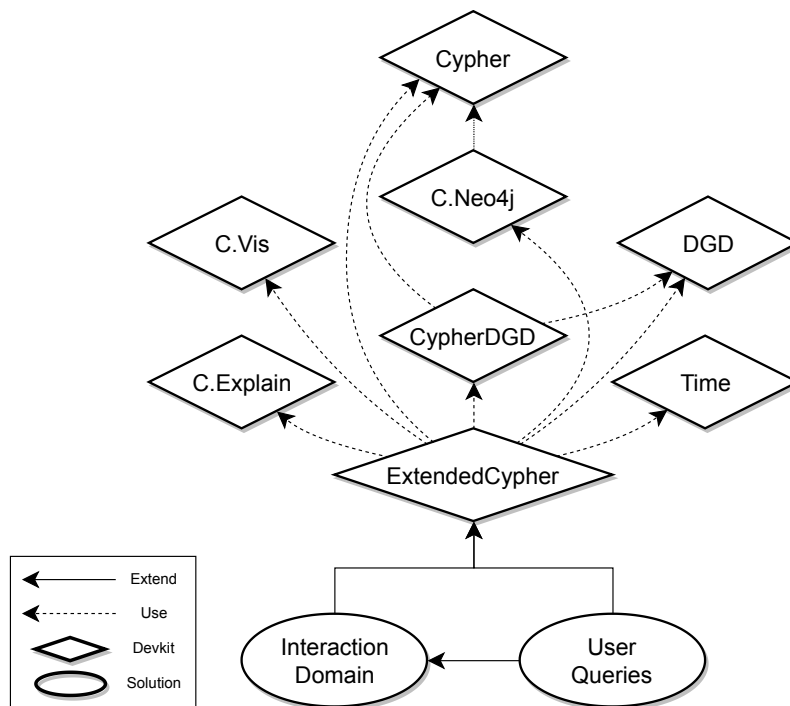 Cypher
C.Neo4j
C.Vis
DGD
CypherDGD
C.Explain
Time
ExtendedCypher
Extend
Use
Devkit
Solution
Interaction
Domain
User
Queries